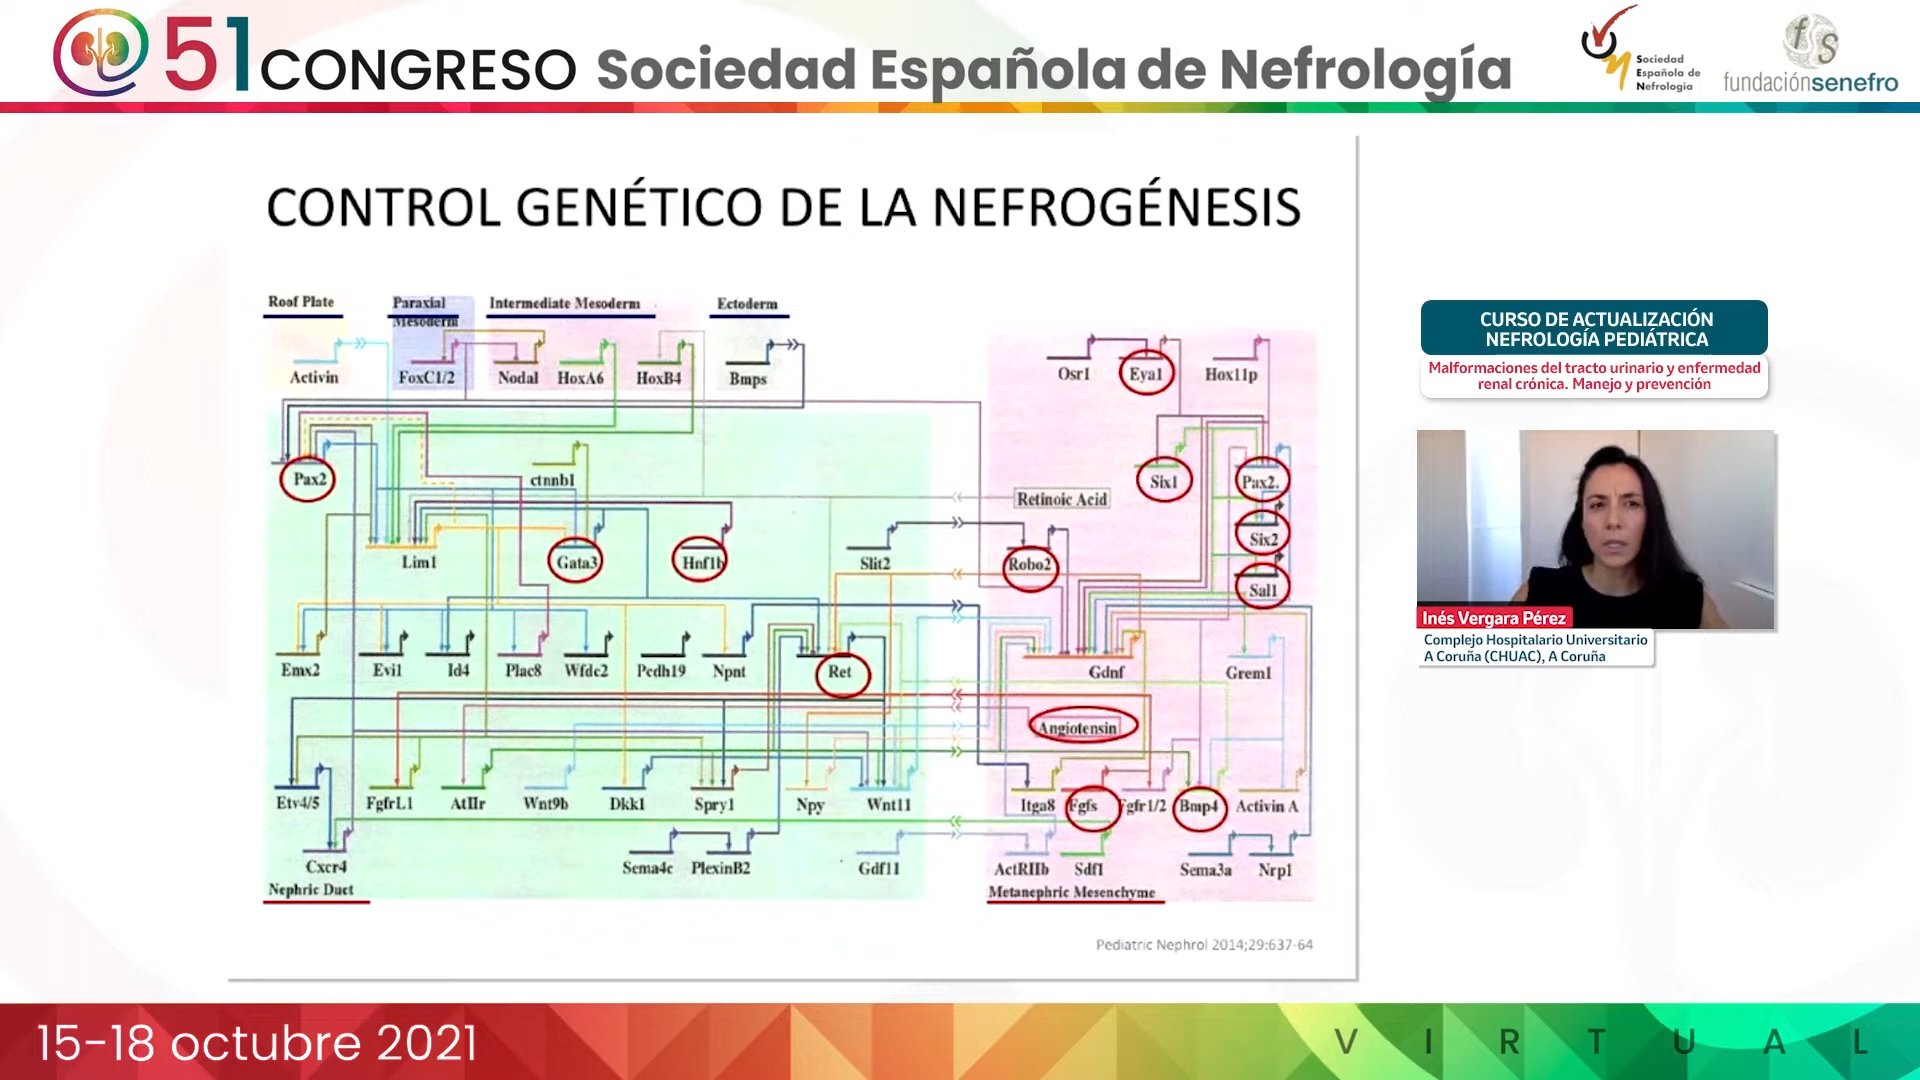 51 CONGRESO Sociedad Española de Nefrología
Sociedad
Española de
Nefrología
fundaciónsenefro
CONTROL GENÉTICO DE LA NEFROGÉNESIS
Roof Plate
Paraxial
Mesoderm
Intermediate Mesoderm
Ectoderm
Activin
FoxC1/2
Nodal
HoxA6
HoxB4
Bmps
Osr1
Eya1
Hox11p
Pax2
ctnnb1
Six1
Pax2.
Retinoic Acid
Lim1
Gata3
Hnf1b
Slit2
Robo2
Six2
Sal1
Emx2
Evi1
Id4
Plac8
Wfdc2
Pcdh19
Npnt
Ret
Gdnf
Grem1
Angiotensin
Etv4/5
FgfrL1
AtIIr
Wnt9b
Dkk1
Spry1
Npy
Wnt11
Itga8
Fgfs
Fgfr1/2
Bmp4
Activin A
Cxcr4
Sema4c
PlexinB2
Gdf11
ActRIIb
Sdf1
Sema3a
Nrp1
Nephric Duct
Metanephric Mesenchyme
Pediatric Nephrol 2014;29:637-64
CURSO DE ACTUALIZACIÓN
NEFROLOGÍA PEDIÁTRICA
Malformaciones del tracto urinario y enfermedad
renal crónica. Manejo y prevención
Inés Vergara Pérez
Complejo Hospitalario Universitario
A Coruña (CHUAC), A Coruña
15-18 octubre 2021
VIRTUAL